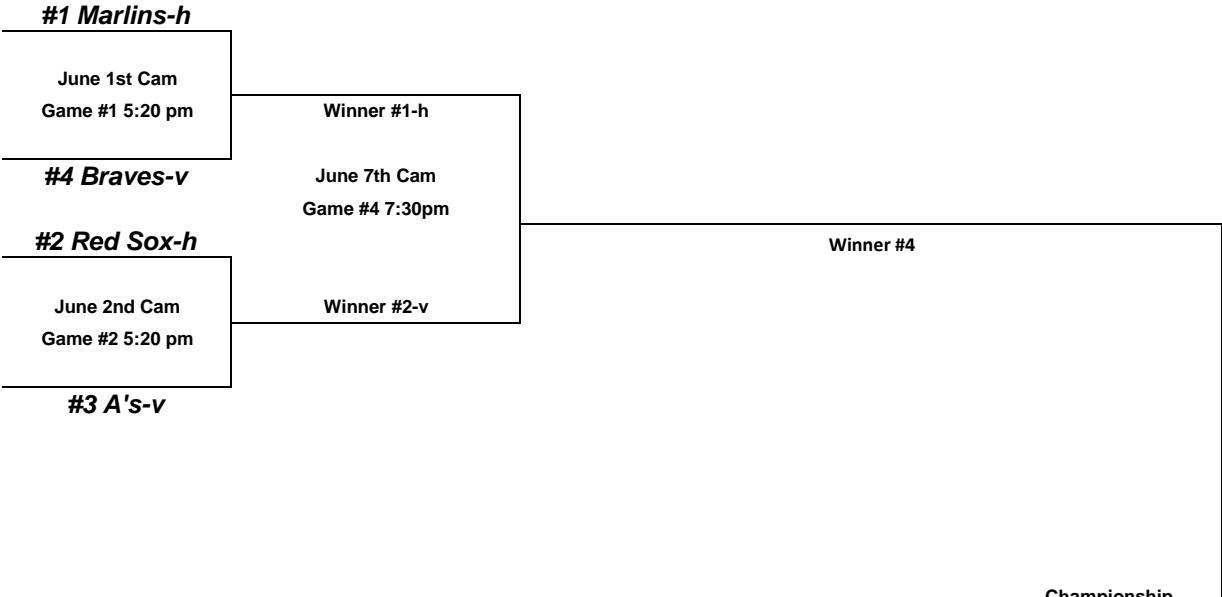 #1 Marlins-h
June 1st Cam
Game #1 5:20 pm
Winner #1-h
#4 Braves-v
June 7th Cam
Game #4 7:30pm
#2 Red Sox-h
Winner #4
June 2nd Cam
Winner #2-v
Game #2 5:20 pm
#3 A's-v
Championship